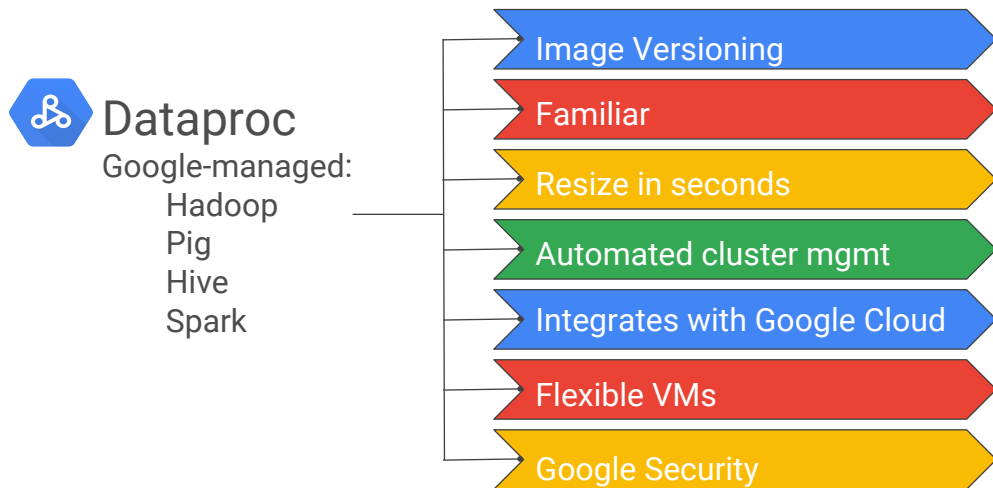 Dataproc
Google-managed:
Hadoop
Pig
Hive
Spark
Image Versioning
Familiar
Resize in seconds
Automated cluster mgmt
Integrates with Google Cloud
Flexible VMs
Google Security